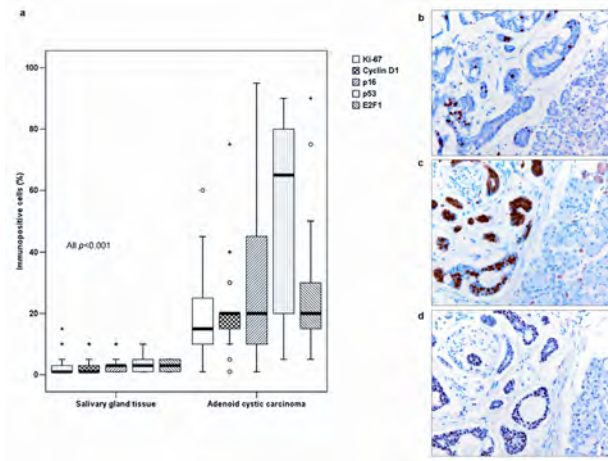 a
b
c
d
Ki-67
Cyclin D1
p16
p53
E2F1
100
80
60
40
20
0
Immunopositive cells (%)
All p<0.001
Salivary gland tissue
Adenoid cystic carcinoma